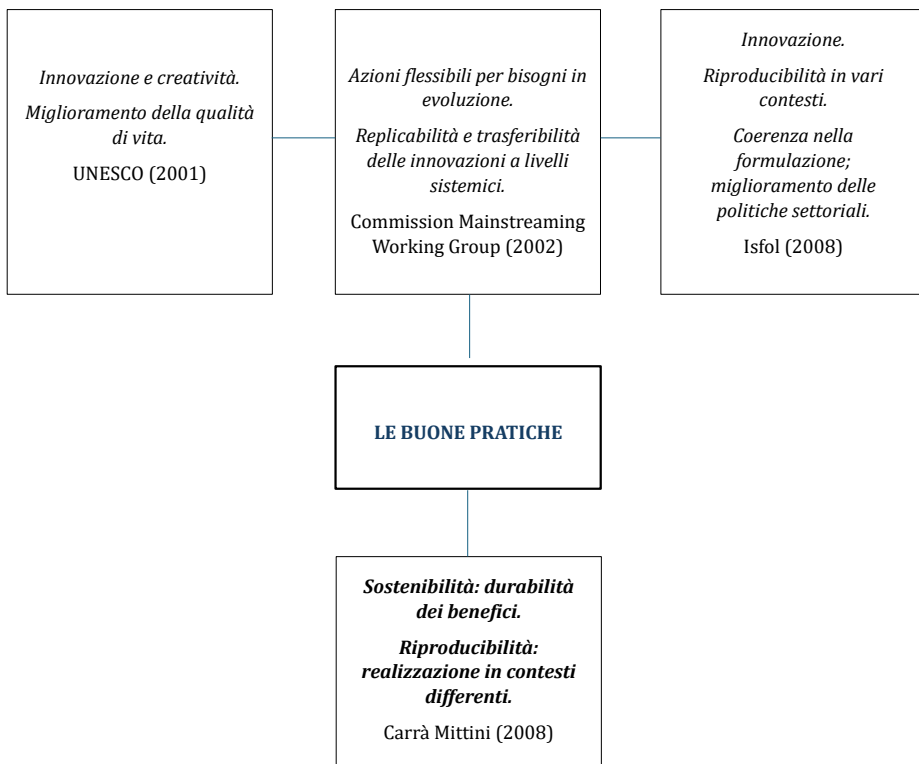 Innovazione e creatività.
Miglioramento della qualità
di vita.
UNESCO (2001)
Azioni flessibili per bisogni in
evoluzione.
Replicabilità e trasferibilità
delle innovazioni a livelli
sistemici.
Commission Mainstreaming
Working Group (2002)
Innovazione.
Riproducibilità in vari
contesti.
Coerenza nella
formulazione;
miglioramento delle
politiche settoriali.
Isfol (2008)
LE BUONE PRATICHE
Sostenibilità: durabilità
dei benefici.
Riproducibilità:
realizzazione in contesti
differenti.
Carrà Mittini (2008)